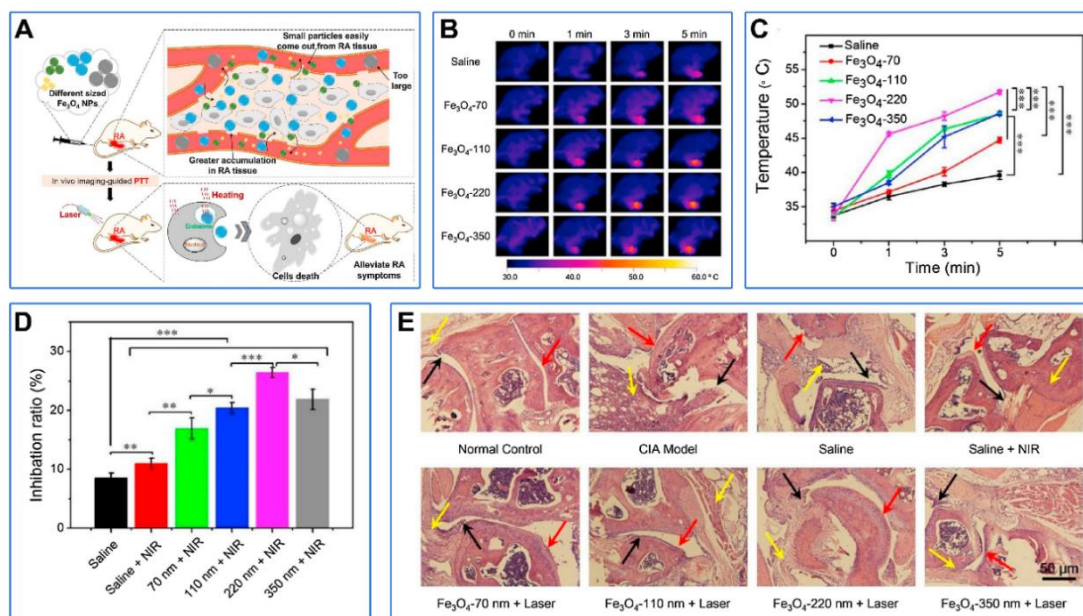 A
Different sized
Fe3O4 NPs
RA
In vivo imaging-guided PTT
Laser
RA
Small particles easily
come out from RA tissue
Too
large
Greater accumulation
in RA tissue
Heating
Endosome
Nucleus
Cells death
RA
Alleviate RA
symptoms
B
0 min 1 min 3 min 5 min
Saline
Fe3O4-70
Fe3O4-110
Fe3O4-220
Fe3O4-350
30.0 40.0 50.0 60.0 º C
C
Temperature (◦ C)
50
45
40
35
0 1 3 5
Time (min)
Saline
Fe3O4-70
Fe3O4-110
Fe3O4-220
Fe3O4-350
***
***
***
***
***
D
Inhibation ratio (%)
30
20
10
0
***
***
*
*
**
**
Saline
Saline + NIR
70 nm + NIR
110 nm + NIR
220 nm + NIR
350 nm + NIR
E
Normal Control CIA Model Saline Saline + NIR
50 µm
Fe3O4-70 nm + Laser Fe3O4-110 nm + Laser Fe3O4-220 nm + Laser Fe3O4-350 nm + Laser